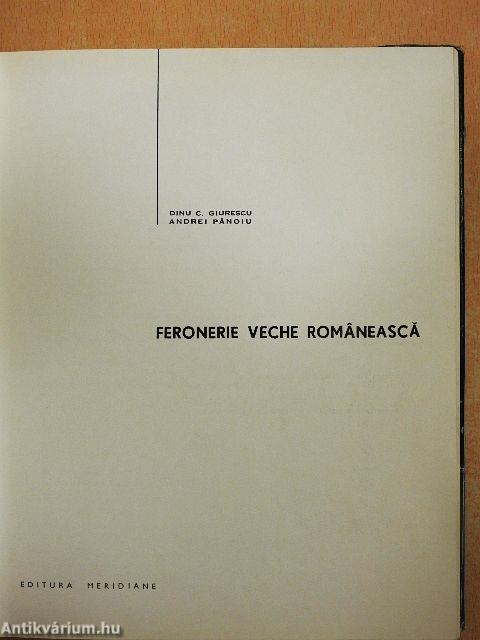 DINU C. GIURESCU
ANDREI PĂNOIU
FERONERIE VECHE ROMÂNEASCĂ
EDITURA MERIDIANE
Antikvárium.hu